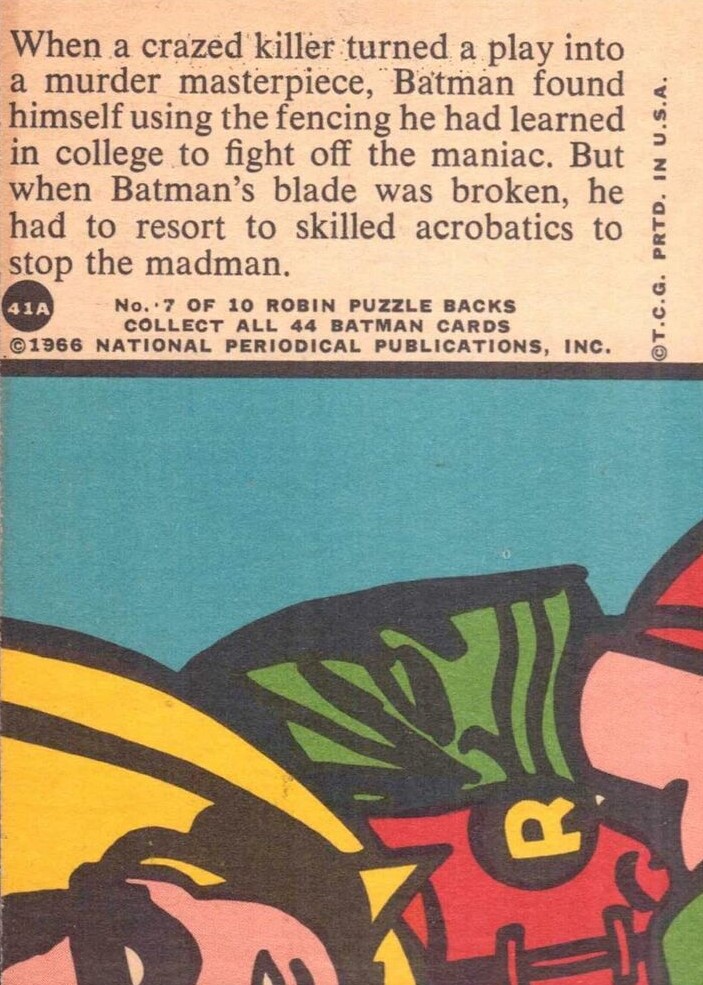 When a crazed killer turned a play into
a murder masterpiece, Batman found
himself using the fencing he had learned
in college to fight off the maniac. But
when Batman's blade was broken, he
had to resort to skilled acrobatics to
stop the madman.
41A
No. 7 OF 10 ROBIN PUZZLE BACKS
COLLECT ALL 44 BATMAN CARDS
©1966 NATIONAL PERIODICAL PUBLICATIONS, INC.
©T.C.G. PRTD. IN U.S.A.
R